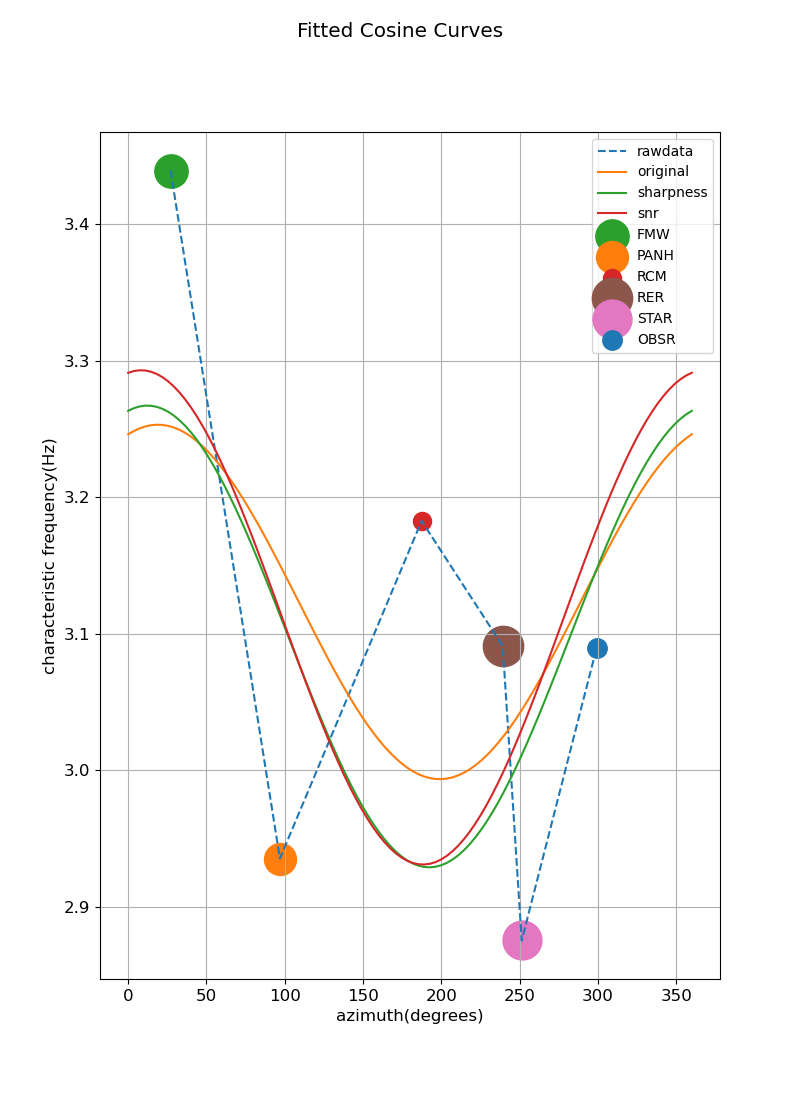 Fitted Cosine Curves
rawdata
original
sharpness
snr
FMW
PANH
RCM
RER
STAR
OBSR
characteristic frequency(Hz)
3.4
3.3
3.2
3.1
3.0
2.9
0 50 100 150 200 250 300 350
azimuth(degrees)